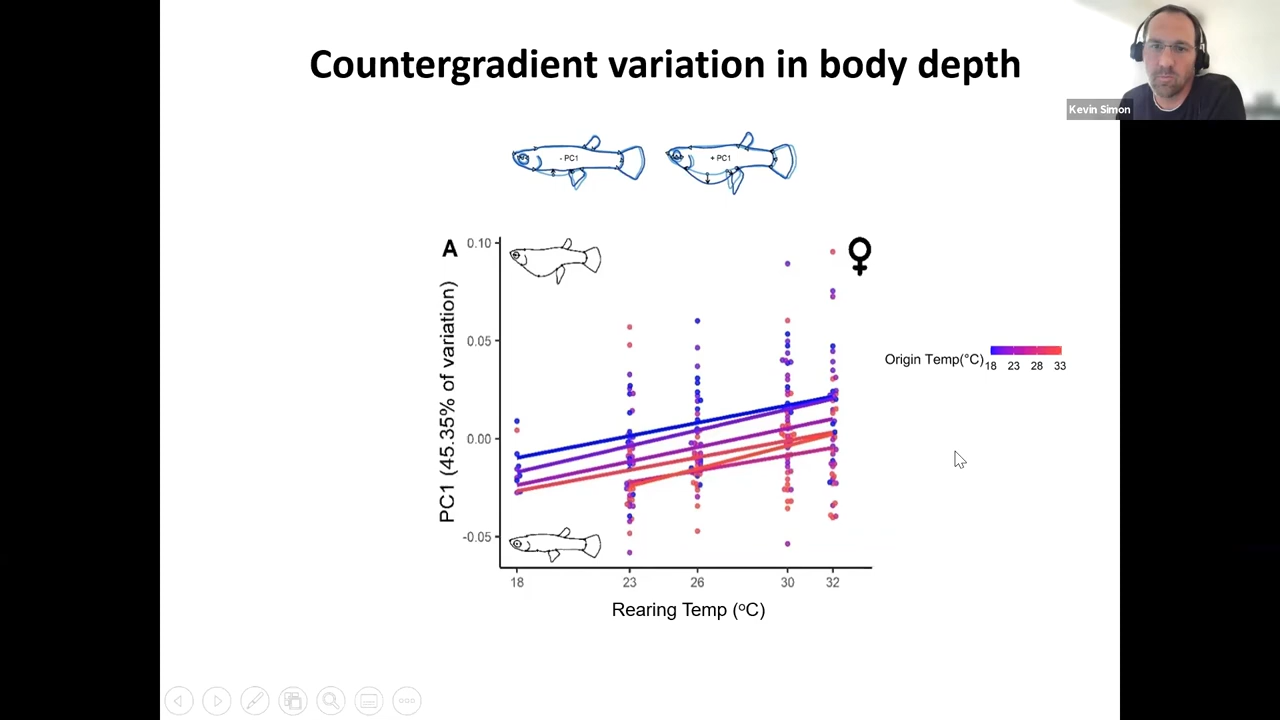 Countergradient variation in body depth
Kevin Simon
- PC1
+ PC1
A
♀
PC1 (45.35% of variation)
0.10
0.05
0.00
-0.05
18
23
26
30
32
Rearing Temp (°C)
Origin Temp(°C)
18 23 28 33